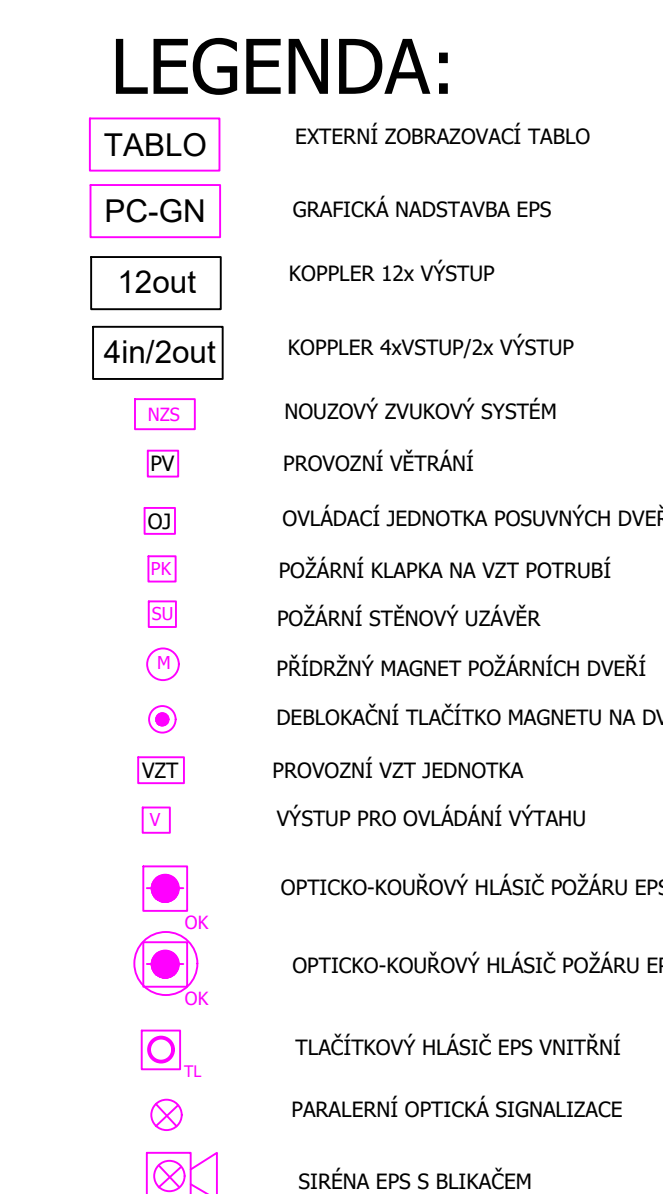 LEGENDA:
TABLO EXTERNÍ ZOBRAZOVACÍ TABLO
PC-GN GRAFICKÁ NADSTAVBA EPS
12out KOPPLER 12x VÝSTUP
4in/2out KOPPLER 4xVSTUP/2x VÝSTUP
NZS NOUZOVÝ ZVUKOVÝ SYSTÉM
PV PROVOZNÍ VĚTRÁNÍ
OJ OVLÁDACÍ JEDNOTKA POSUVNÝCH DVEŘ
PK POŽÁRNÍ KLAPKA NA VZT POTRUBÍ
SU POŽÁRNÍ STĚNOVÝ UZÁVĚR
M PŘÍDRŽNÝ MAGNET POŽÁRNÍCH DVEŘÍ
DEBLOKAČNÍ TLAČÍTKO MAGNETU NA DV
VZT PROVOZNÍ VZT JEDNOTKA
V VÝSTUP PRO OVLÁDÁNÍ VÝTAHU
OPTICKO-KOUŘOVÝ HLÁSIČ POŽÁRU EPS
OK
OPTICKO-KOUŘOVÝ HLÁSIČ POŽÁRU EP
OK
TLAČÍTKOVÝ HLÁSIČ EPS VNITŘNÍ
TL
PARALERNÍ OPTICKÁ SIGNALIZACE
SIRÉNA EPS S BLIKAČEM